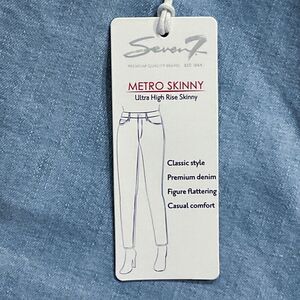 Seven7
PREMIUM QUALITY BRAND EST. 1964
METRO SKINNY
Ultra High Rise Skinny
Classic style
Premium denim
Figure flattering
Casual comfort